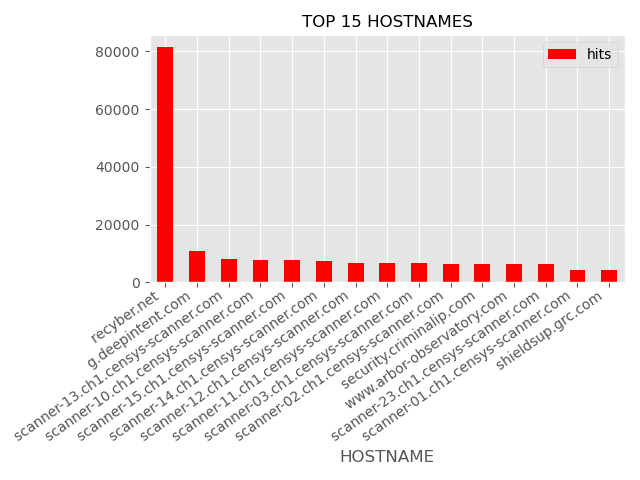 TOP 15 HOSTNAMES
hits
80000
60000
40000
20000
0
recyber.net
g.deepintent.com
scanner-13.ch1.censys-scanner.com
scanner-10.ch1.censys-scanner.com
scanner-15.ch1.censys-scanner.com
scanner-14.ch1.censys-scanner.com
scanner-12.ch1.censys-scanner.com
scanner-11.ch1.censys-scanner.com
scanner-03.ch1.censys-scanner.com
scanner-02.ch1.censys-scanner.com
security.criminalip.com
www.arbor-observatory.com
scanner-23.ch1.censys-scanner.com
scanner-01.ch1.censys-scanner.com
shieldsup.grc.com
HOSTNAME